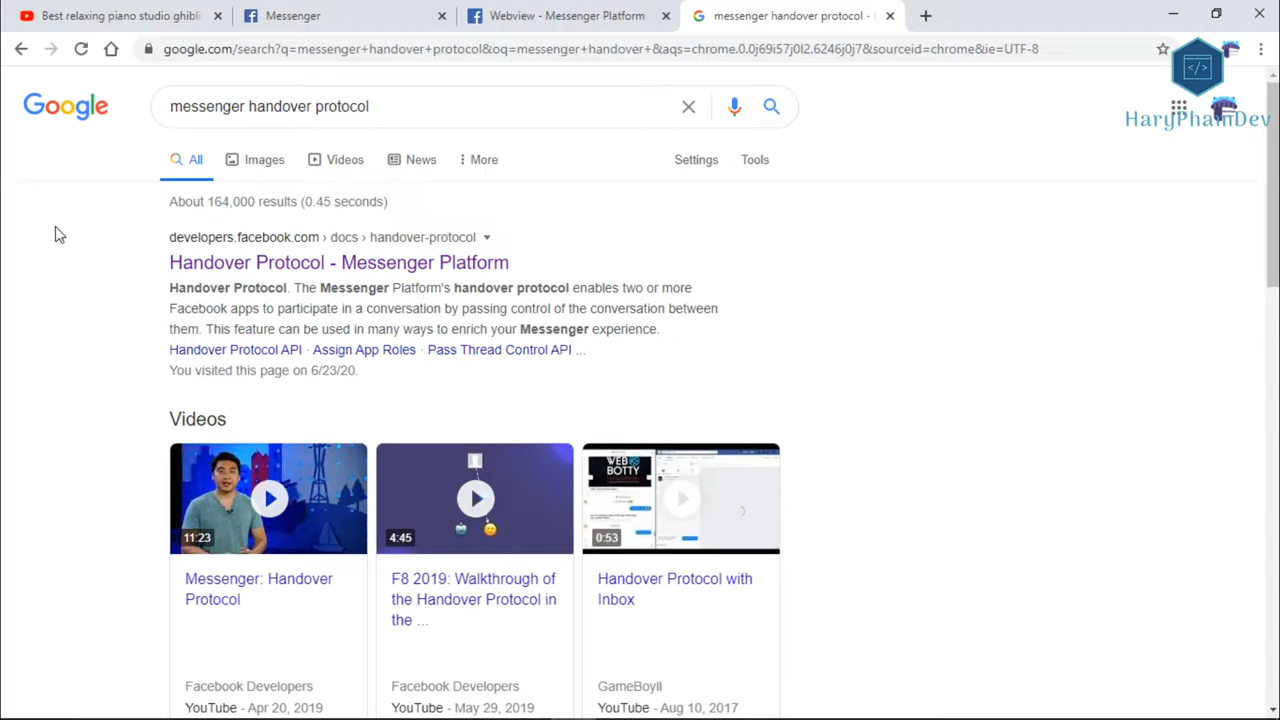 Best relaxing piano studio ghibli
Messenger
Webview - Messenger Platform
messenger handover protocol -
google.com/search?q=messenger+handover+protocol&oq=messenger+handover+&aqs=chrome.0.0j69i57j0l2.6246j0j7&sourceid=chrome&ie=UTF-8
</>
HaryPhamDev
Google
messenger handover protocol
All
Images
Videos
News
More
Settings
Tools
About 164,000 results (0.45 seconds)
developers.facebook.com › docs › handover-protocol
Handover Protocol - Messenger Platform
Handover Protocol. The Messenger Platform's handover protocol enables two or more
Facebook apps to participate in a conversation by passing control of the conversation between
them. This feature can be used in many ways to enrich your Messenger experience.
Handover Protocol API · Assign App Roles · Pass Thread Control API ...
You visited this page on 6/23/20.
Videos
11:23
4:45
WEB
BOTTY
0:53
Messenger: Handover
Protocol
F8 2019: Walkthrough of
the Handover Protocol in
the ...
Handover Protocol with
Inbox
Facebook Developers
YouTube - Apr 20, 2019
Facebook Developers
YouTube - May 29, 2019
GameBoyll
YouTube - Aug 10, 2017